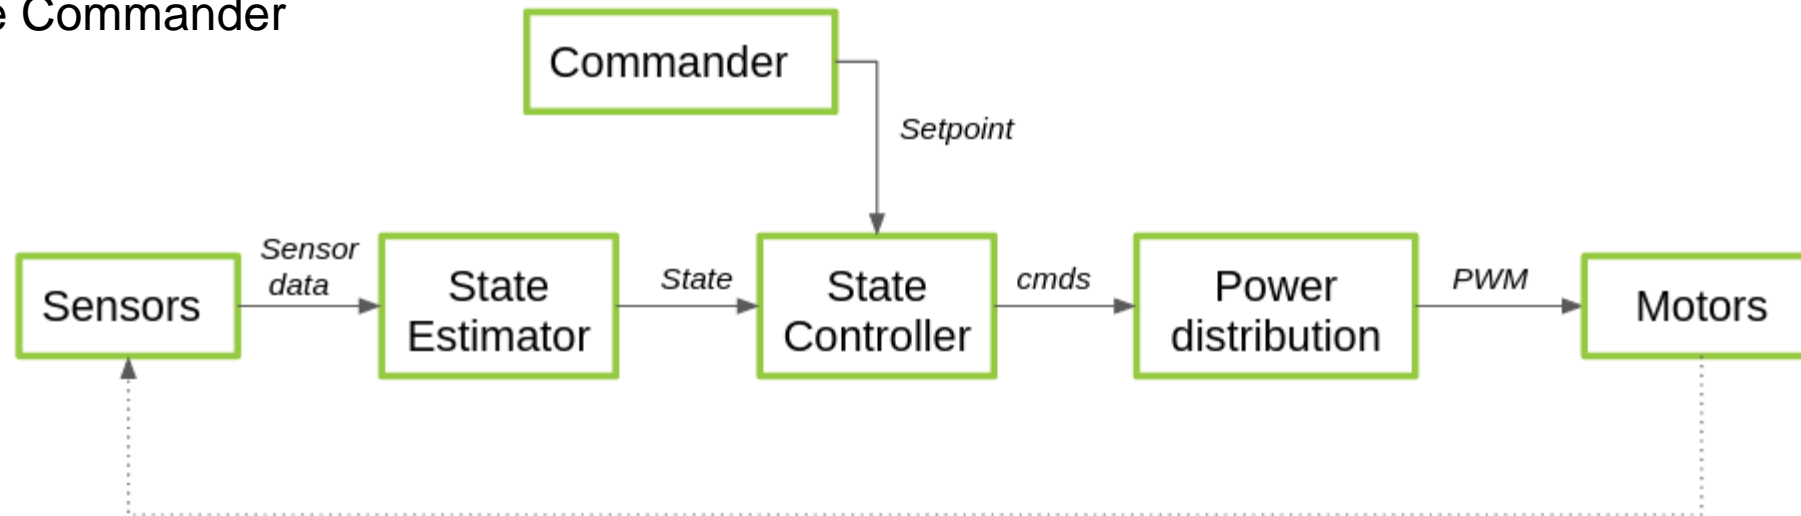 e Commander
Commander
Setpoint
Sensor
data
State
cmds
PWM
Sensors
State
Estimator
State
Controller
Power
distribution
Motors